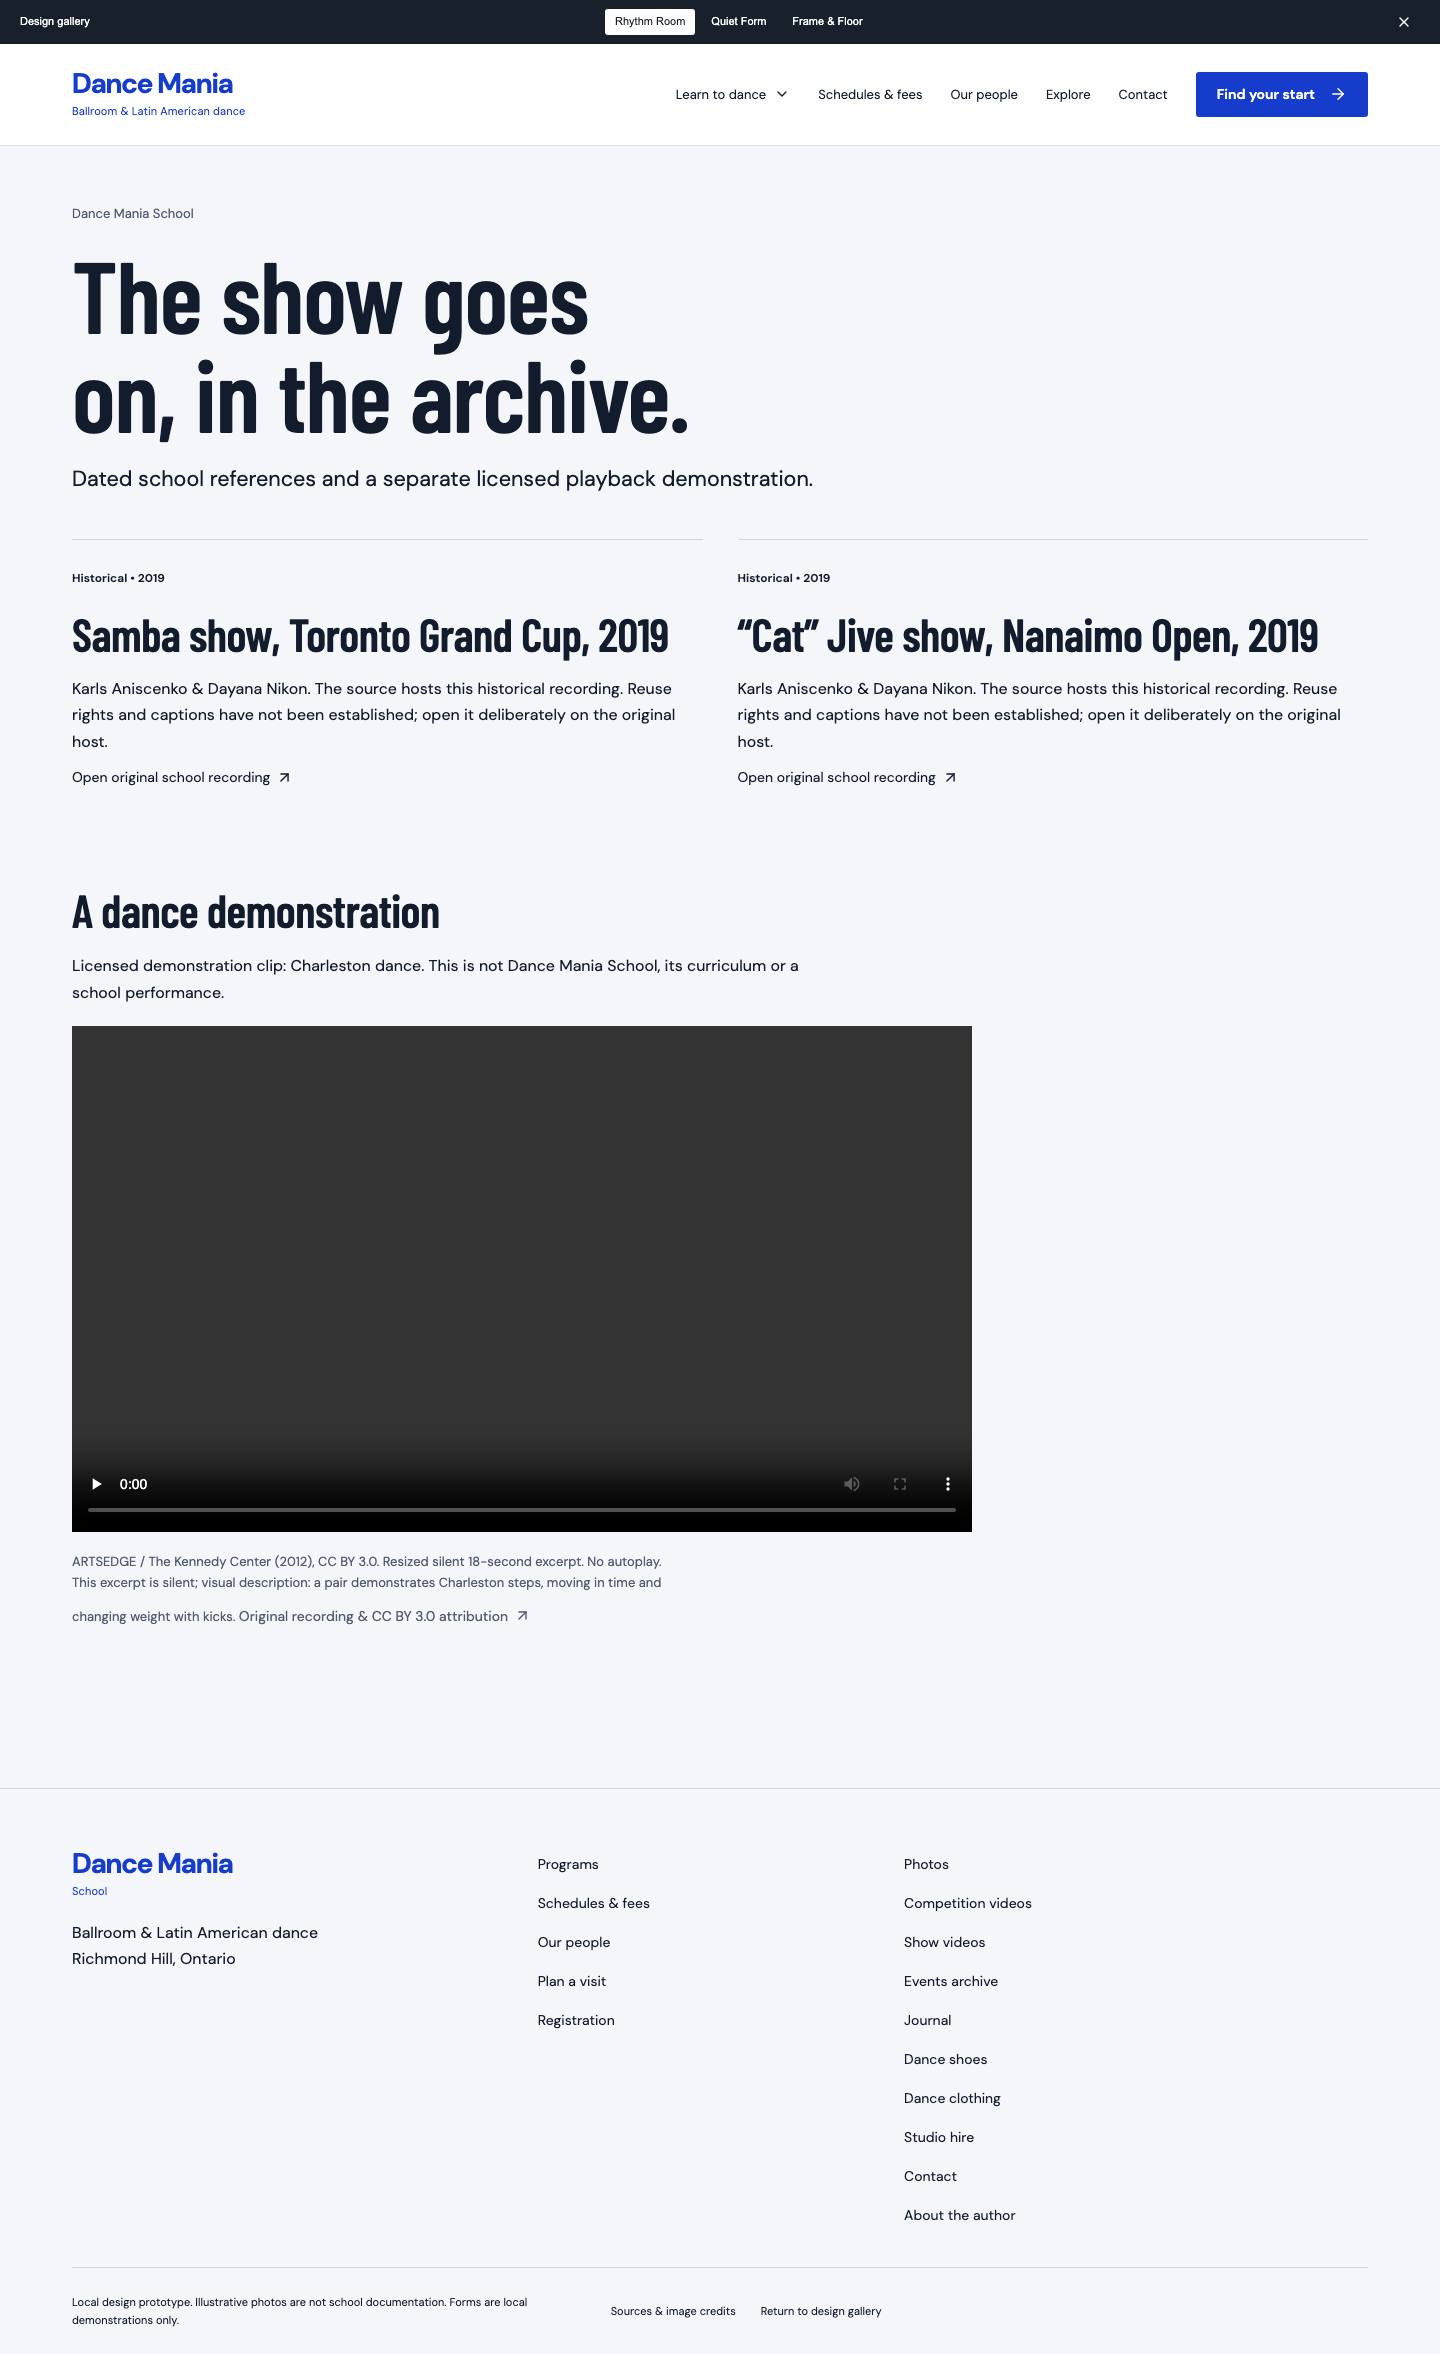 Design gallery
Rhythm Room
Quiet Form
Frame & Floor
Dance Mania
Ballroom & Latin American dance
Learn to dance
Schedules & fees
Our people
Explore
Contact
Find your start
Dance Mania School
The show goes
on, in the archive.
Dated school references and a separate licensed playback demonstration.
Historical • 2019
Samba show, Toronto Grand Cup, 2019
Karls Aniscenko & Dayana Nikon. The source hosts this historical recording. Reuse
rights and captions have not been established; open it deliberately on the original
host.
Open original school recording
Historical • 2019
“Cat” Jive show, Nanaimo Open, 2019
Karls Aniscenko & Dayana Nikon. The source hosts this historical recording. Reuse
rights and captions have not been established; open it deliberately on the original
host.
Open original school recording
A dance demonstration
Licensed demonstration clip: Charleston dance. This is not Dance Mania School, its curriculum or a
school performance.
0:00
ARTSEDGE / The Kennedy Center (2012), CC BY 3.0. Resized silent 18-second excerpt. No autoplay.
This excerpt is silent; visual description: a pair demonstrates Charleston steps, moving in time and
changing weight with kicks. Original recording & CC BY 3.0 attribution
Dance Mania
School
Ballroom & Latin American dance
Richmond Hill, Ontario
Programs
Schedules & fees
Our people
Plan a visit
Registration
Photos
Competition videos
Show videos
Events archive
Journal
Dance shoes
Dance clothing
Studio hire
Contact
About the author
Local design prototype. Illustrative photos are not school documentation. Forms are local
demonstrations only.
Sources & image credits
Return to design gallery